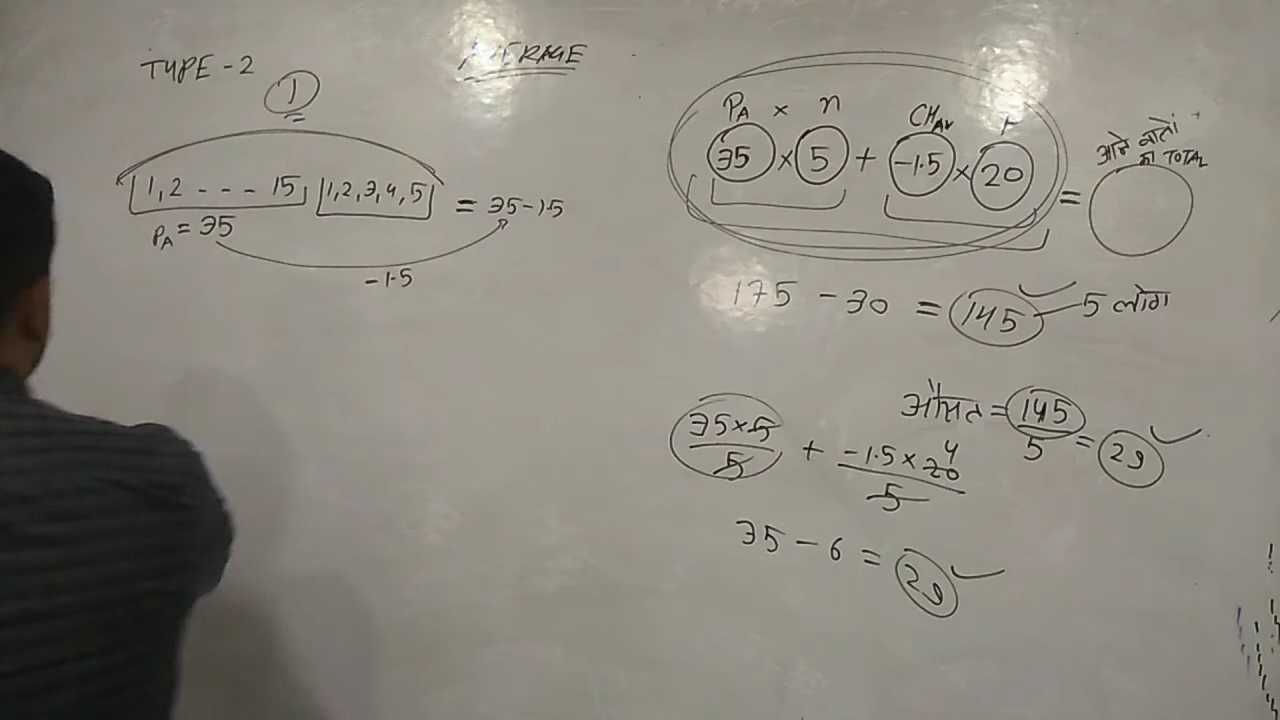 TYPE - 2
AVERAGE
1
1, 2 - - - 15 1, 2, 3, 4, 5 = 35 - 1.5
PA = 35
- 1.5
PA × n CHAv r
35 × 5 + -1.5 × 20 =
आने वालों का TOTAL
175 - 30 = 145 5 लोग
औसत = 145 / 5 = 29
35 × 5 / 5 + -1.5 × 20 / 5
4
35 - 6 = 29